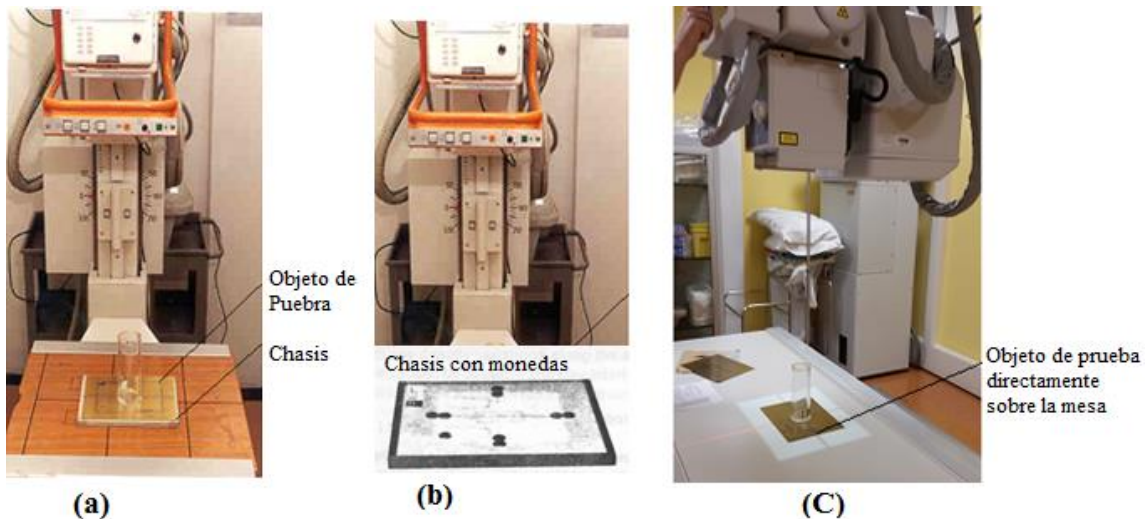 Objeto de
Puebra
Chasis
Chasis con monedas
Objeto de prueba
directamente
sobre la mesa
(a)
(b)
(C)